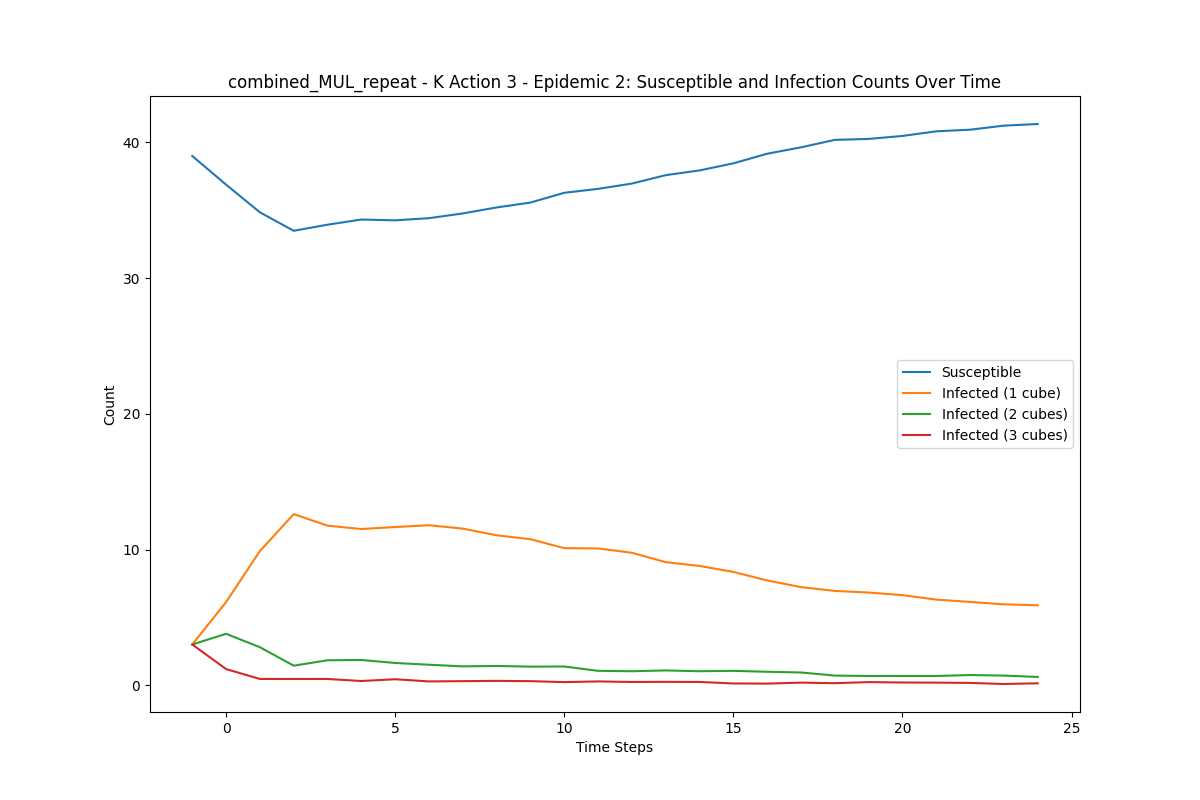 combined_MUL_repeat - K Action 3 - Epidemic 2: Susceptible and Infection Counts Over Time
40
30
20
10
0
Count
Susceptible
Infected (1 cube)
Infected (2 cubes)
Infected (3 cubes)
0 5 10 15 20 25
Time Steps